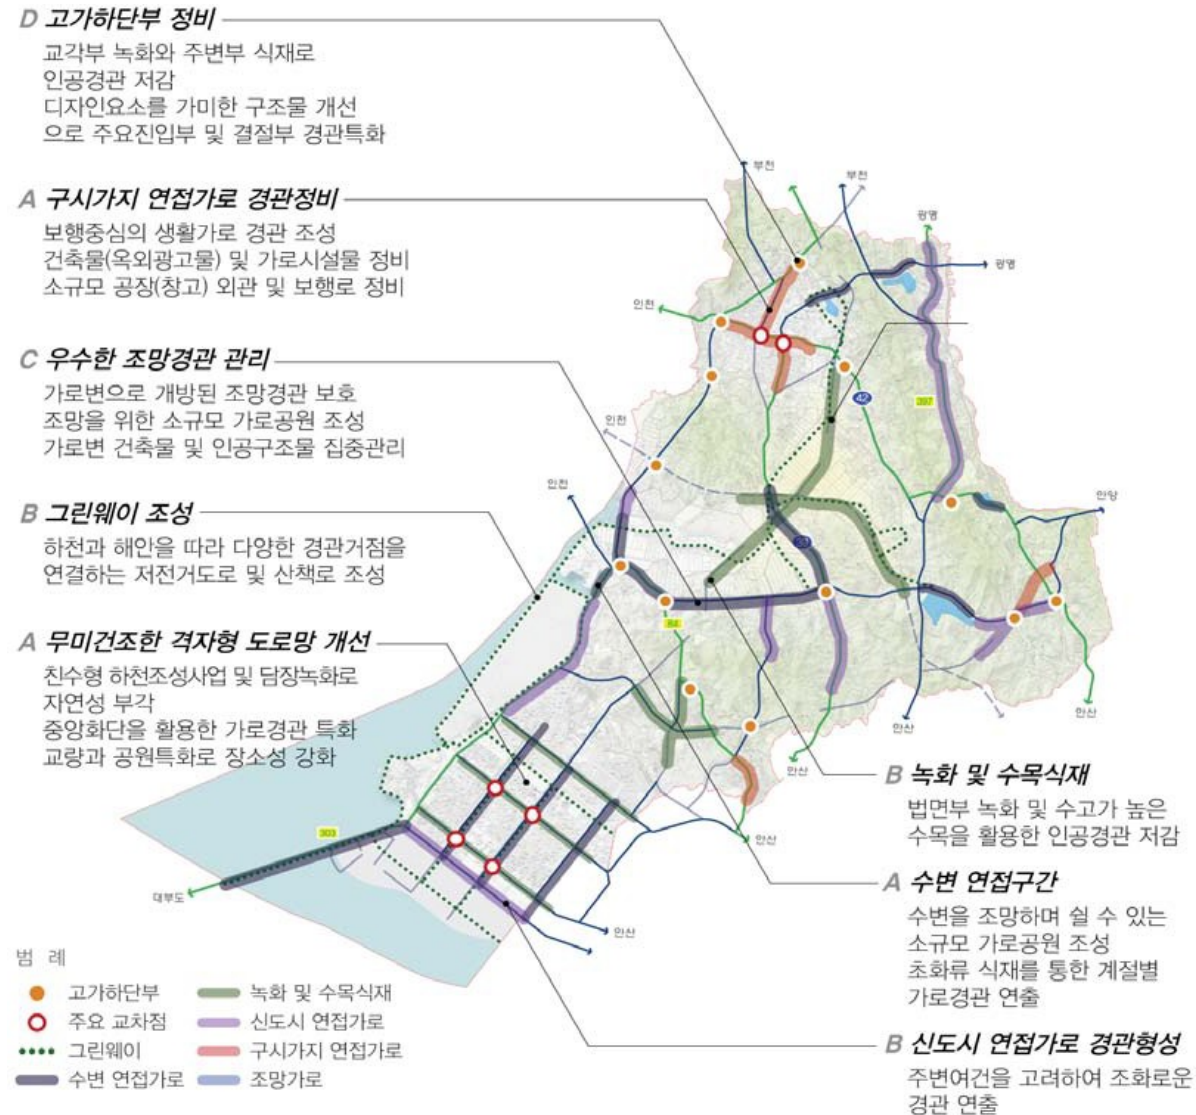 D 고가하단부 정비
교각부 녹화와 주변부 식재로
인공경관 저감
디자인요소를 가미한 구조물 개선
으로 주요진입부 및 결절부 경관특화
A 구시가지 연접가로 경관정비
보행중심의 생활가로 경관 조성
건축물(옥외광고물) 및 가로시설물 정비
소규모 공장(창고) 외관 및 보행로 정비
C 우수한 조망경관 관리
가로변으로 개방된 조망경관 보호
조망을 위한 소규모 가로공원 조성
가로변 건축물 및 인공구조물 집중관리
B 그린웨이 조성
하천과 해안을 따라 다양한 경관거점을
연결하는 저전거도로 및 산책로 조성
A 무미건조한 격자형 도로망 개선
친수형 하천조성사업 및 담장녹화로
자연성 부각
중앙화단을 활용한 가로경관 특화
교량과 공원특화로 장소성 강화
부천
부천
광명
광명
인천
42
397
인천
인천
안양
39
84
안산
안산
안산
안산
303
대부도
안산
B 녹화 및 수목식재
법면부 녹화 및 수고가 높은
수목을 활용한 인공경관 저감
A 수변 연접구간
수변을 조망하며 쉴 수 있는
소규모 가로공원 조성
초화류 식재를 통한 계절별
가로경관 연출
B 신도시 연접가로 경관형성
주변여건을 고려하여 조화로운
경관 연출
범 례
고가하단부
주요 교차점
그린웨이
수변 연접가로
녹화 및 수목식재
신도시 연접가로
구시가지 연접가로
조망가로